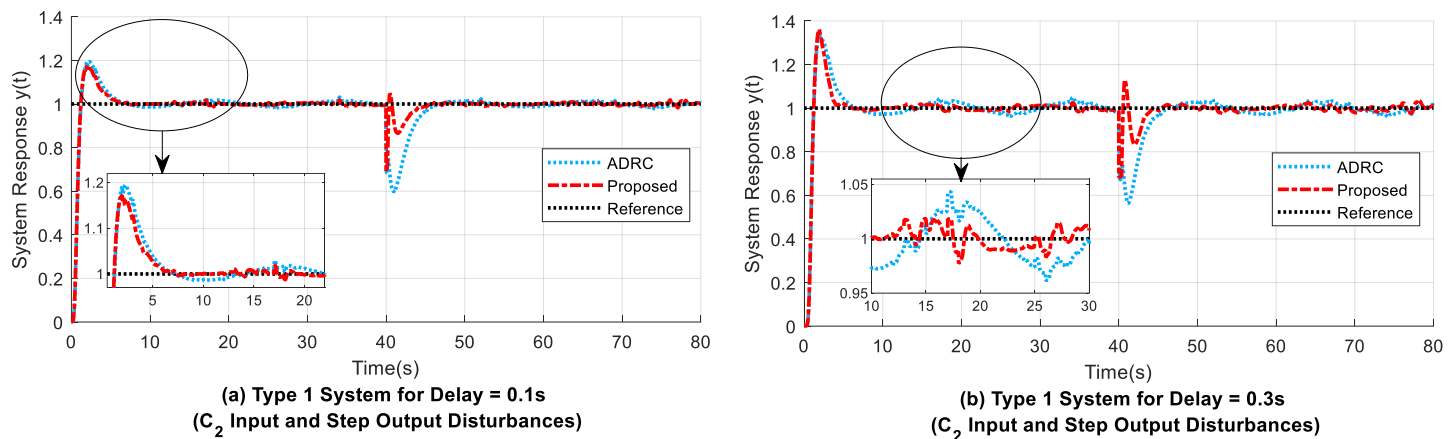 System Response y(t)
1.4
1.2
1
0.8
0.6
0.4
0.2
0
0 10 20 30 40 50 60 70 80
Time(s)
ADRC
Proposed
Reference
1.2
1.1
1
5 10 15 20
(a) Type 1 System for Delay = 0.1s
(C2 Input and Step Output Disturbances)
System Response y(t)
1.4
1.2
1
0.8
0.6
0.4
0.2
0
0 10 20 30 40 50 60 70 80
Time(s)
ADRC
Proposed
Reference
1.05
1
0.95
10 15 20 25 30
(b) Type 1 System for Delay = 0.3s
(C2 Input and Step Output Disturbances)